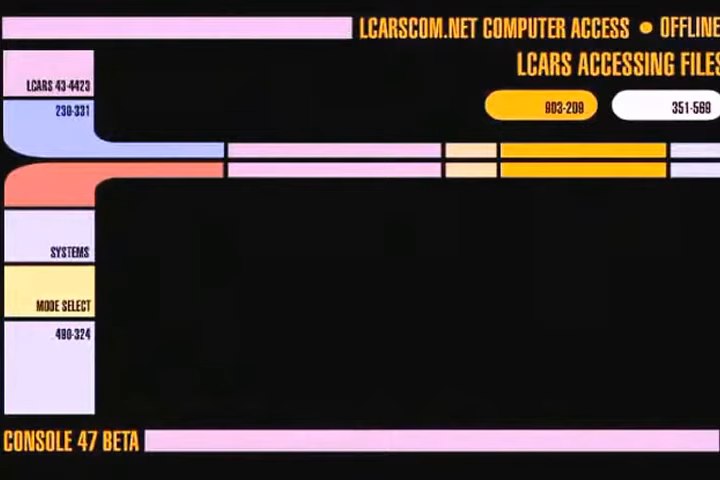 LCARSCOM.NET COMPUTER ACCESS • OFFLINE
LCARS ACCESSING FILES
LCARS 43-4423
230-331
903-209
351-569
SYSTEMS
MODE SELECT
490-324
CONSOLE 47 BETA